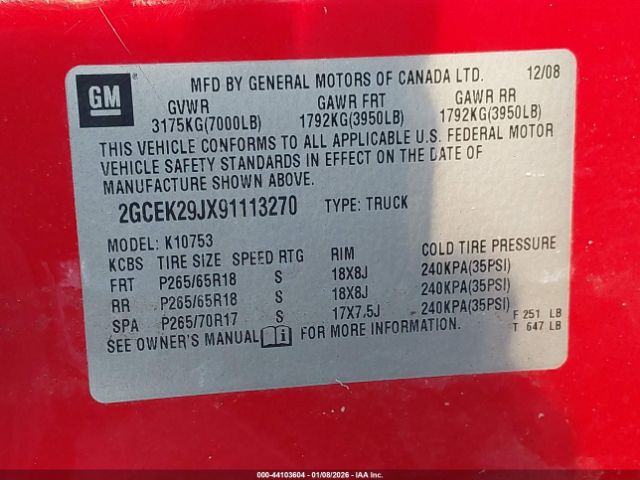 GM
MFD BY GENERAL MOTORS OF CANADA LTD. 12/08
GVWR GAWR FRT GAWR RR
3175KG(7000LB) 1792KG(3950LB) 1792KG(3950LB)
THIS VEHICLE CONFORMS TO ALL APPLICABLE U.S. FEDERAL MOTOR
VEHICLE SAFETY STANDARDS IN EFFECT ON THE DATE OF
MANUFACTURE SHOWN ABOVE.
2GCEK29JX91113270 TYPE: TRUCK
MODEL: K10753
KCBS TIRE SIZE SPEED RTG RIM COLD TIRE PRESSURE
FRT P265/65R18 S 18X8J 240KPA(35PSI)
RR P265/65R18 S 18X8J 240KPA(35PSI)
SPA P265/70R17 S 17X7.5J 240KPA(35PSI)
F 251 LB
T 647 LB
SEE OWNER'S MANUAL FOR MORE INFORMATION.
000-44103604 - 01/08/2026 - IAAI, Inc.